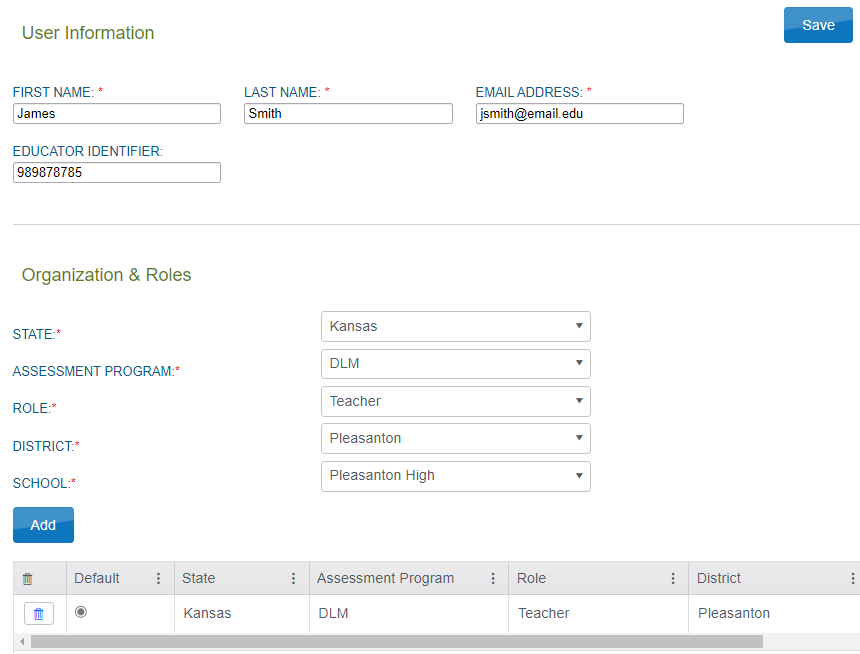 User Information
Save
FIRST NAME: * LAST NAME: * EMAIL ADDRESS: *
James Smith jsmith@email.edu
EDUCATOR IDENTIFIER:
989878785
Organization & Roles
STATE:* Kansas
ASSESSMENT PROGRAM:* DLM
ROLE:* Teacher
DISTRICT:* Pleasanton
SCHOOL:* Pleasanton High
Add
Default State Assessment Program Role District
Kansas DLM Teacher Pleasanton